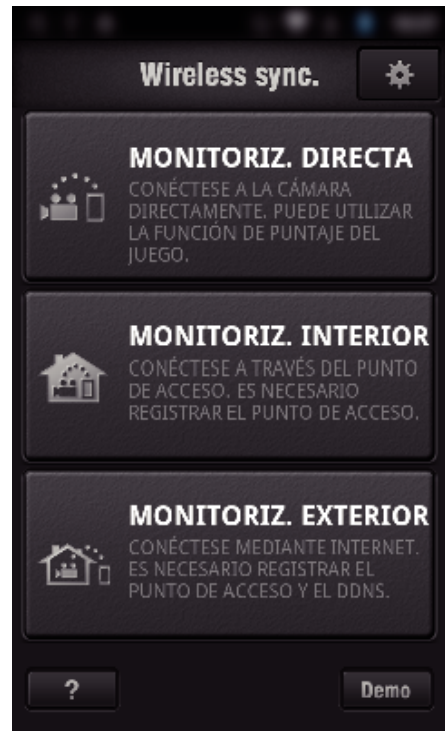 Wireless sync.
MONITORIZ. DIRECTA
CONÉCTESE A LA CÁMARA
DIRECTAMENTE. PUEDE UTILIZAR
LA FUNCIÓN DE PUNTAJE DEL
JUEGO.
MONITORIZ. INTERIOR
CONÉCTESE A TRAVÉS DEL PUNTO
DE ACCESO. ES NECESARIO
REGISTRAR EL PUNTO DE ACCESO.
MONITORIZ. EXTERIOR
CONÉCTESE MEDIANTE INTERNET.
ES NECESARIO REGISTRAR EL
PUNTO DE ACCESO Y EL DDNS.
?
Demo